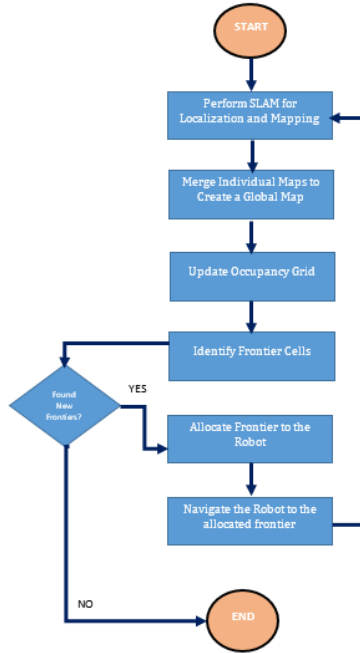 START
Perform SLAM for
Localization and Mapping
Merge Individual Maps to
Create a Global Map
Update Occupancy Grid
Identify Frontier Cells
Found
New
Fronties?
YES
Allocate Frontier to the
Robot
Navigate the Robot to the
allocated frontier
NO
END